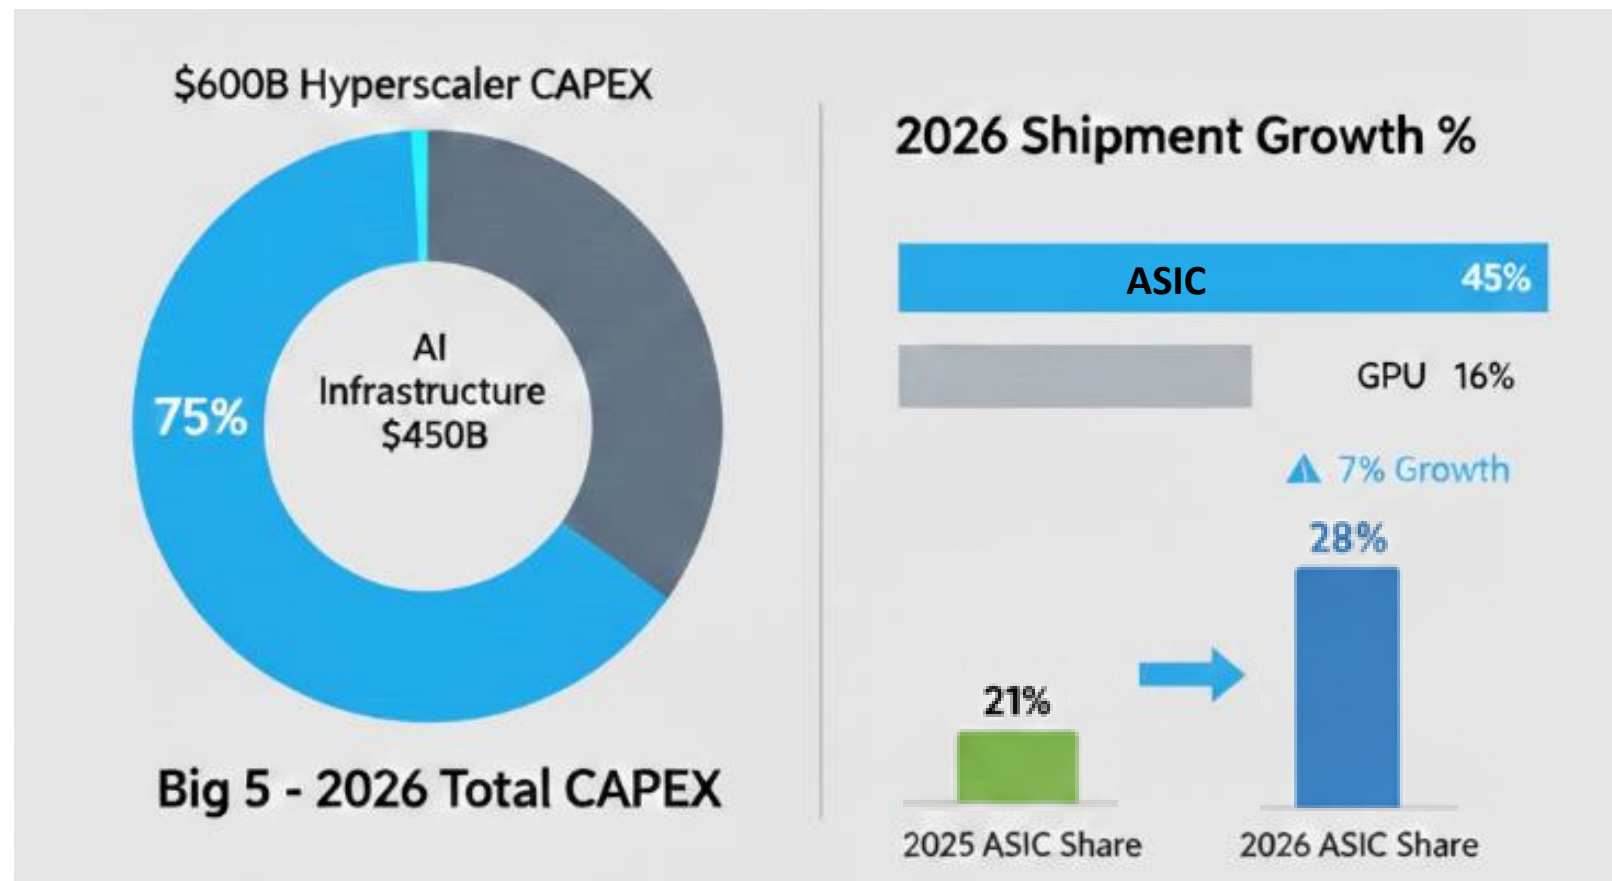 $600B Hyperscaler CAPEX
75%
AI
Infrastructure
$450B
Big 5 - 2026 Total CAPEX
2026 Shipment Growth %
ASIC 45%
GPU 16%
7% Growth
28%
21%
2025 ASIC Share
2026 ASIC Share